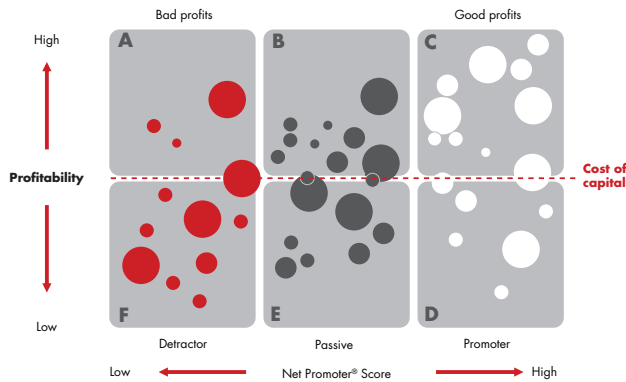 Bad profits
Good profits
High
A
B
C
Profitability
Cost of
capital
F
E
D
Low
Detractor
Passive
Promoter
Low
Net Promoter® Score
High